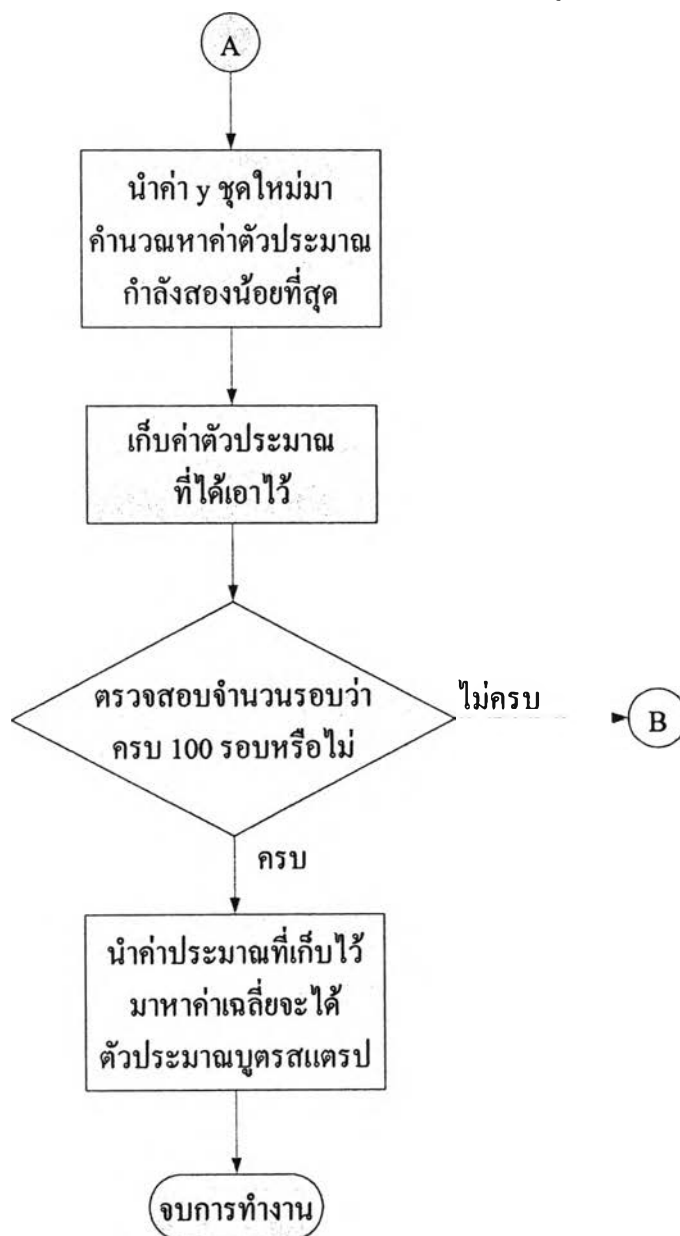 A
นำค่า y ชุดใหม่มา
คำนวณหาค่าตัวประมาณ
กำลังสองน้อยที่สุด
เก็บค่าตัวประมาณ
ที่ได้เอาไว้
ตรวจสอบจำนวนรอบว่า
ครบ 100 รอบหรือไม่
ไม่ครบ
B
ครบ
นำค่าประมาณที่เก็บไว้
มาหาค่าเฉลี่ยจะได้
ตัวประมาณบูตรสแตรป
จบการทำงาน